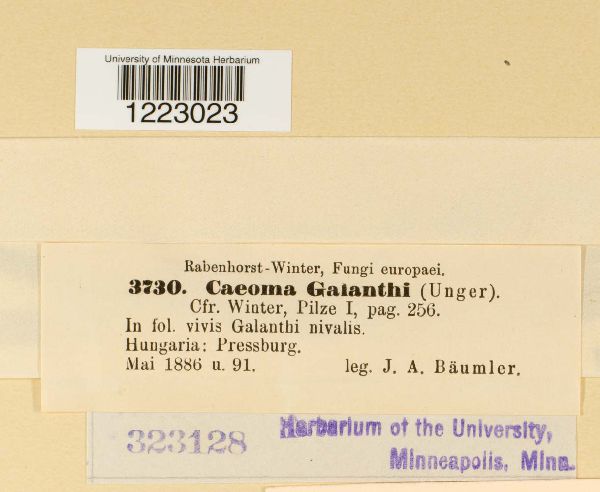 University of Minnesota Herbarium
1223023
Rabenhorst-Winter, Fungi europaei.
3730. Caeoma Galanthi (Unger).
Cfr. Winter, Pilze I, pag. 256.
In fol. vivis Galanthi nivalis.
Hungaria: Pressburg.
Mai 1886 u. 91. leg. J. A. Bäumler.
323128
Herbarium of the University,
Minneapolis, Minn.